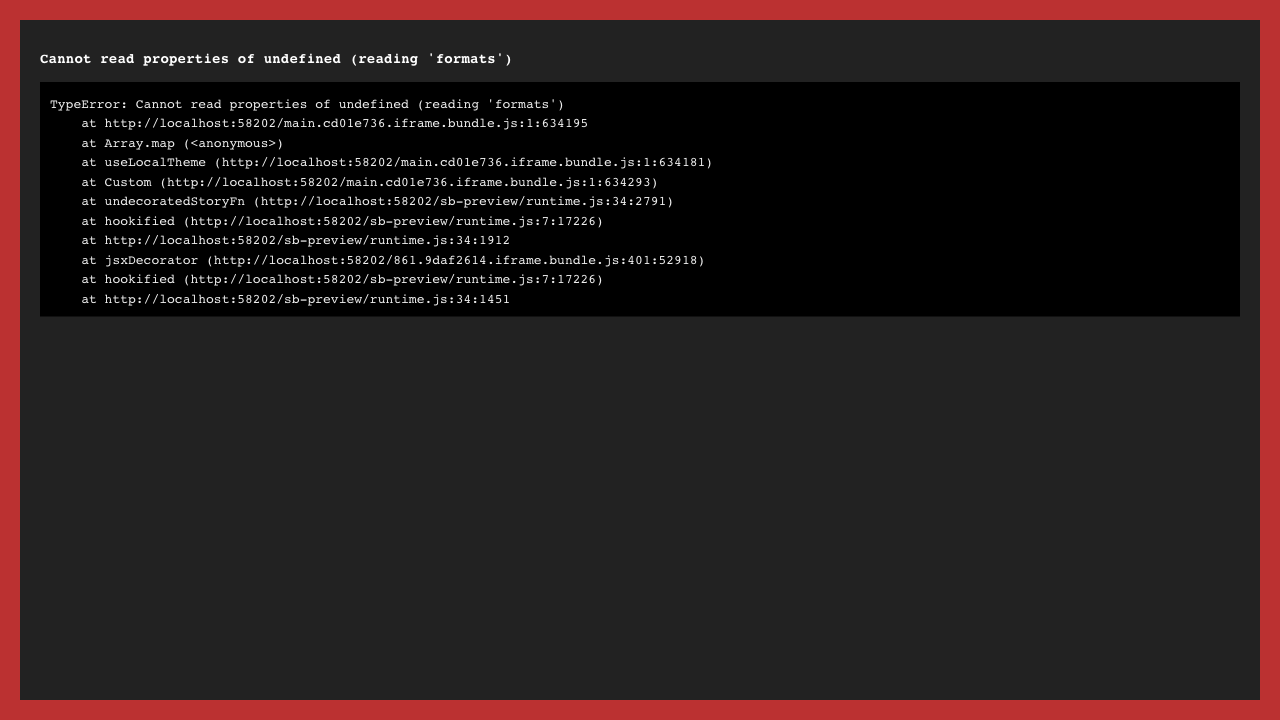 Cannot read properties of undefined (reading 'formats')
TypeError: Cannot read properties of undefined (reading 'formats')
    at http://localhost:58202/main.cd01e736.iframe.bundle.js:1:634195
    at Array.map (<anonymous>)
    at useLocalTheme (http://localhost:58202/main.cd01e736.iframe.bundle.js:1:634181)
    at Custom (http://localhost:58202/main.cd01e736.iframe.bundle.js:1:634293)
    at undecoratedStoryFn (http://localhost:58202/sb-preview/runtime.js:34:2791)
    at hookified (http://localhost:58202/sb-preview/runtime.js:7:17226)
    at http://localhost:58202/sb-preview/runtime.js:34:1912
    at jsxDecorator (http://localhost:58202/861.9daf2614.iframe.bundle.js:401:52918)
    at hookified (http://localhost:58202/sb-preview/runtime.js:7:17226)
    at http://localhost:58202/sb-preview/runtime.js:34:1451